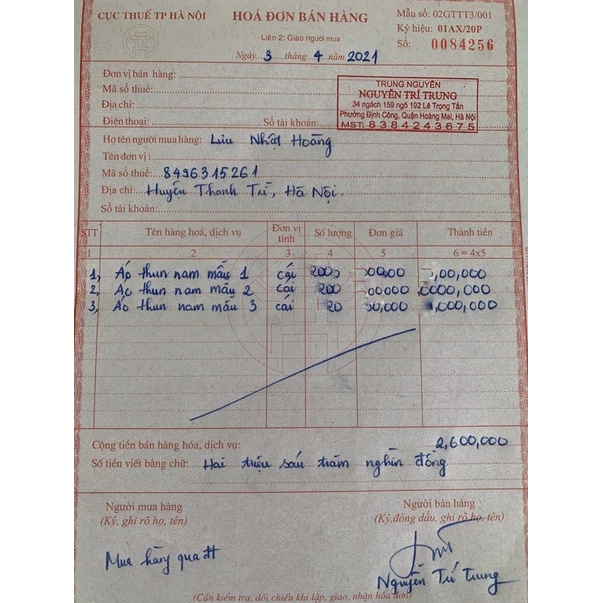 CỤC THUẾ TP HÀ NỘI
HOÁ ĐƠN BÁN HÀNG
Liên 2: Giao người mua
Ngày 3 tháng 4 năm 2021
Mẫu số: 02GTTT3/001
Ký hiệu: 01AX/20P
Số: 0084256
Đơn vị bán hàng:
Mã số thuế:
Địa chỉ:
Điện thoại: Số tài khoản:
TRUNG NGUYÊN
NGUYỄN TRÍ TRUNG
34 ngách 159 ngõ 192 Lê Trọng Tấn
Phường Định Công, Quận Hoàng Mai, Hà Nội
MST: 8384243675
Họ tên người mua hàng: Lưu Nhật Hoàng
Tên đơn vị:
Mã số thuế: 8496315261
Địa chỉ: Huyện Thanh Trì, Hà Nội.
Số tài khoản:
STT Tên hàng hoá, dịch vụ Đơn vị tính Số lượng Đơn giá Thành tiền
1 2 3 4 5 6 = 4x5
1, Áo thun nam mẫu 1 cái
2, Áo thun nam mẫu 2 cái
3, Áo thun nam mẫu 3 cái
Cộng tiền bán hàng hóa, dịch vụ: 2,600,000
Số tiền viết bằng chữ: Hai triệu sáu trăm nghìn đồng
Người mua hàng
(Ký, ghi rõ họ, tên)
Người bán hàng
(Ký, đóng dấu, ghi rõ họ, tên)
Mua hàng qua đt
Nguyễn Trí Trung
(Cần kiểm tra, đối chiếu khi lập, giao, nhận hóa đơn)